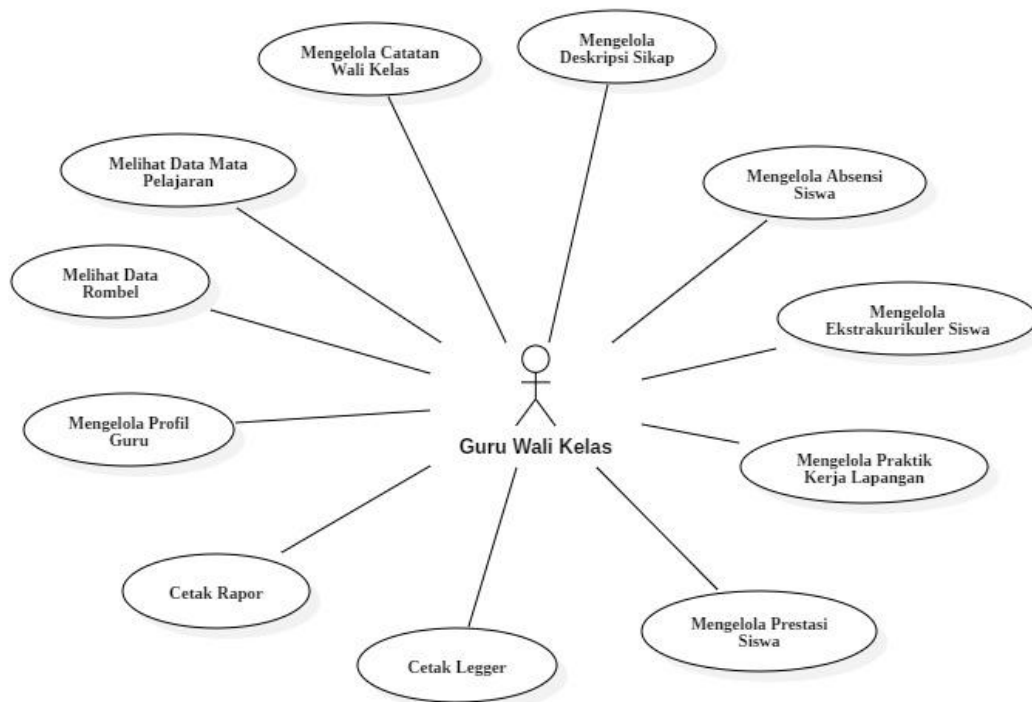 Mengelola Catatan
Wali Kelas
Mengelola
Deskripsi Sikap
Melihat Data Mata
Pelajaran
Mengelola Absensi
Siswa
Melihat Data
Rombel
Mengelola
Ekstrakurikuler Siswa
Mengelola Profil
Guru
Guru Wali Kelas
Mengelola Praktik
Kerja Lapangan
Cetak Rapor
Mengelola Prestasi
Siswa
Cetak Legger